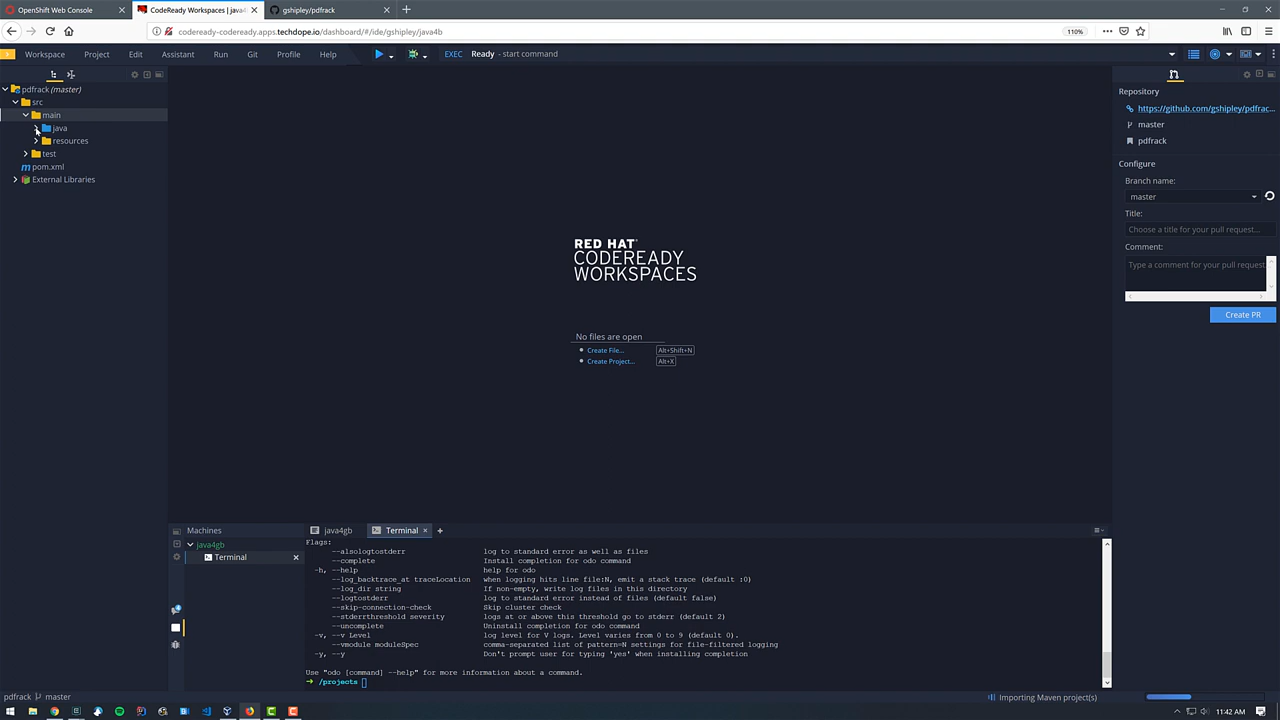 OpenShift Web Console
CodeReady Workspaces | java4
gshipley/pdfrack
codeready-codeready.apps.techdope.io/dashboard/#/ide/gshipley/java4b
110%
Workspace Project Edit Assistant Run Git Profile Help
EXEC Ready - start command
pdfrack (master)
src
main
java
resources
test
pom.xml
External Libraries
RED HAT
CODEREADY
WORKSPACES
No files are open
Create File... Alt+Shift+N
Create Project... Alt+X
Repository
https://github.com/gshipley/pdfrac...
master
pdfrack
Configure
Branch name:
master
Title:
Choose a title for your pull request...
Comment:
Type a comment for your pull request
Create PR
Machines
java4gb
Terminal
java4gb
Terminal
Flags:
--alsologtostderr log to standard error as well as files
--complete Install completion for odo command
-h, --help help for odo
--log_backtrace_at traceLocation when logging hits line file:N, emit a stack trace (default :0)
--log_dir string If non-empty, write log files in this directory
--logtostderr log to standard error instead of files (default false)
--skip-connection-check Skip cluster check
--stderrthreshold severity logs at or above this threshold go to stderr (default 2)
--uncomplete Uninstall completion for odo command
-v, --v Level log level for V logs. Level varies from 0 to 9 (default 0).
--vmodule moduleSpec comma-separated list of pattern=N settings for file-filtered logging
-y, --y Don't prompt user for typing 'yes' when installing completion
Use "odo [command] --help" for more information about a command.
➜ /projects
pdfrack master
Importing Maven project(s)
11:42 AM